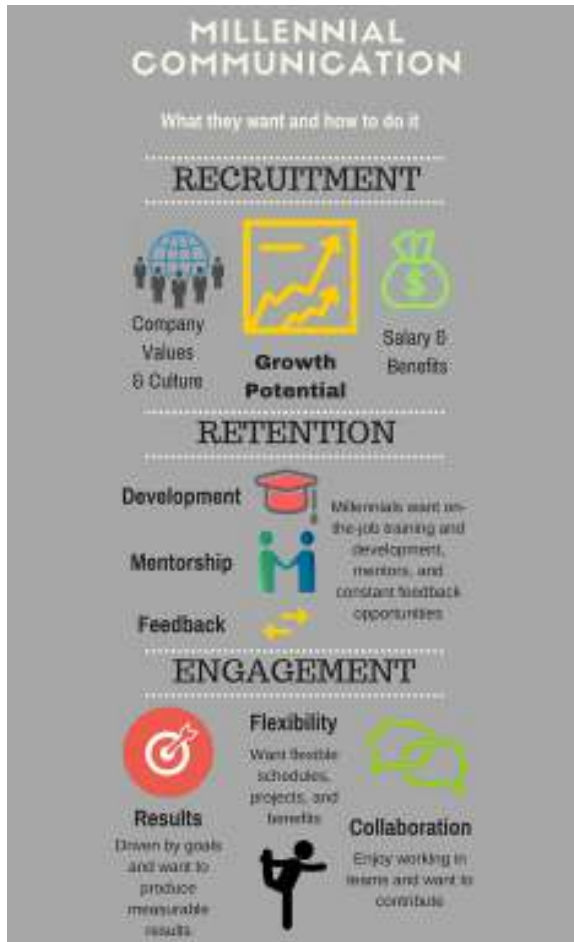 MILLENNIAL
COMMUNICATION
What they want and how to do it
RECRUITMENT
Company
Values
& Culture
Growth
Potential
$
Salary &
Benefits
RETENTION
Development
Mentorship
Feedback
Millennials want on-
the-job training and
development,
mentors, and
constant feedback
opportunities
ENGAGEMENT
Results
Driven by goals
and want to
produce
measurable
results
Flexibility
Want flexible
schedules,
projects, and
benefits
Collaboration
Enjoy working in
teams and want to
contribute